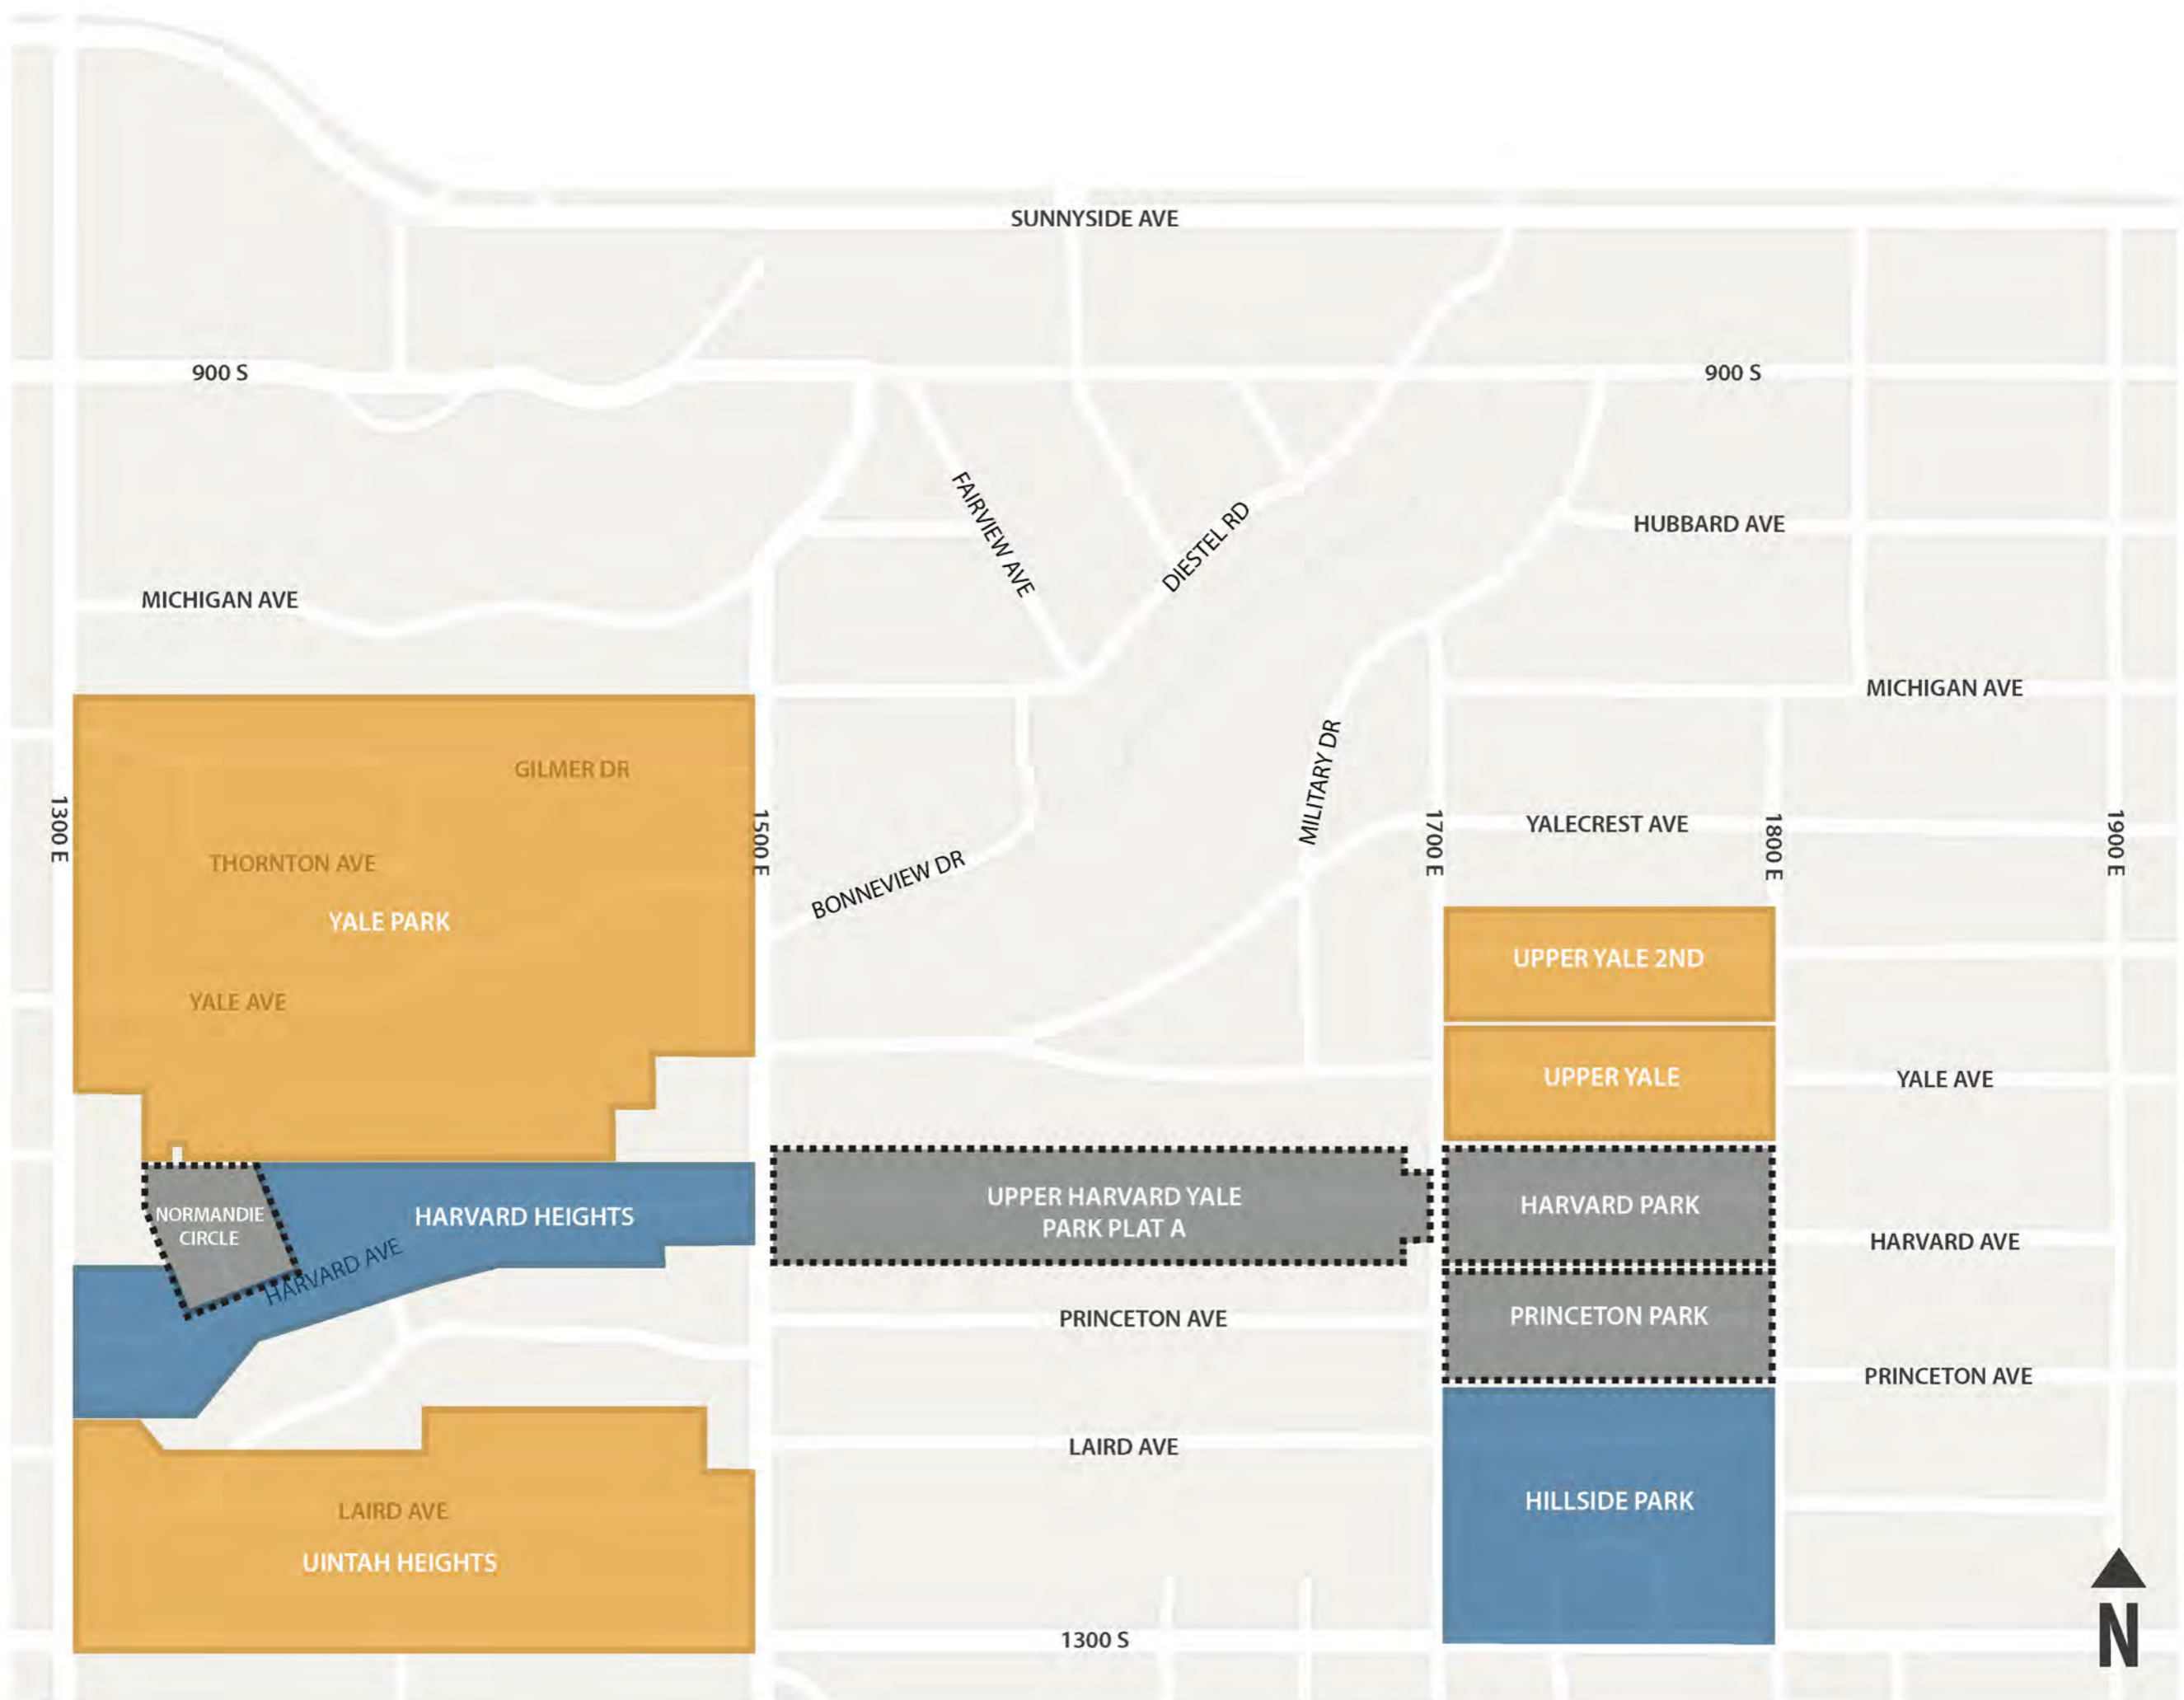 SUNNYSIDE AVE
900 S
900 S
FAIRVIEW AVE
DIESTEL RD
HUBBARD AVE
MICHIGAN AVE
MICHIGAN AVE
MILITARY DR
GILMER DR
1300 E
1500 E
1700 E
1800 E
1900 E
YALECREST AVE
THORNTON AVE
BONNEVIEW DR
YALE PARK
UPPER YALE 2ND
YALE AVE
UPPER YALE
YALE AVE
NORMANDIE
CIRCLE
HARVARD HEIGHTS
HARVARD AVE
UPPER HARVARD YALE
PARK PLAT A
HARVARD PARK
HARVARD AVE
PRINCETON AVE
PRINCETON PARK
PRINCETON AVE
LAIRD AVE
HILLSIDE PARK
LAIRD AVE
UINTAH HEIGHTS
1300 S
N